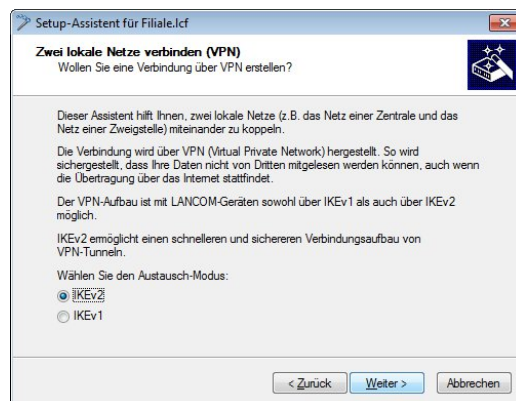 Setup-Assistent für Filiale.lcf
Zwei lokale Netze verbinden (VPN)
Wollen Sie eine Verbindung über VPN erstellen?
Dieser Assistent hilft Ihnen, zwei lokale Netze (z.B. das Netz einer Zentrale und das
Netz einer Zweigstelle) miteinander zu koppeln.
Die Verbindung wird über VPN (Virtual Private Network) hergestellt. So wird
sichergestellt, dass Ihre Daten nicht von Dritten mitgelesen werden können, auch wenn
die Übertragung über das Internet stattfindet.
Der VPN-Aufbau ist mit LANCOM-Geräten sowohl über IKEv1 als auch über IKEv2
möglich.
IKEv2 ermöglicht einen schnelleren und sichereren Verbindungsaufbau von
VPN-Tunneln.
Wählen Sie den Austausch-Modus:
IKEv2
IKEv1
< Zurück
Weiter >
Abbrechen